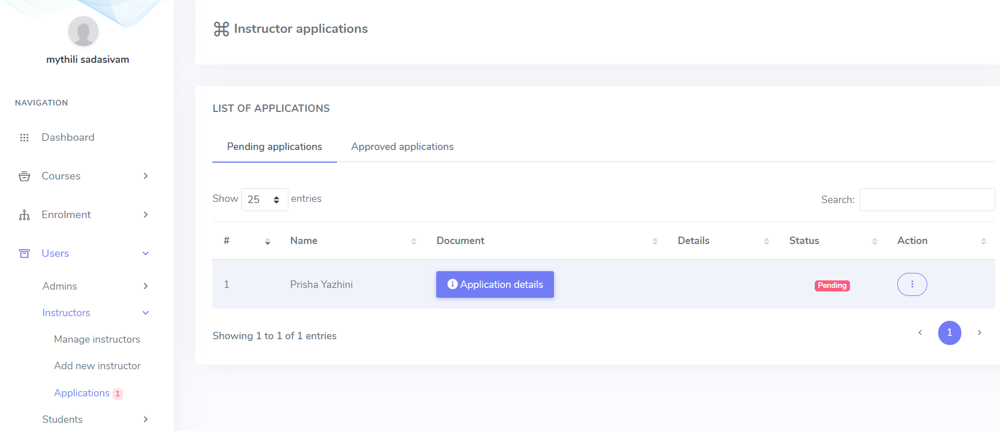 mythili sadasivam
NAVIGATION
Dashboard
Courses
Enrolment
Users
Admins
Instructors
Manage instructors
Add new instructor
Applications 1
Students
Instructor applications
LIST OF APPLICATIONS
Pending applications Approved applications
Show 25 entries Search:
# Name Document Details Status Action
1 Prisha Yazhini Application details Pending
Showing 1 to 1 of 1 entries 1